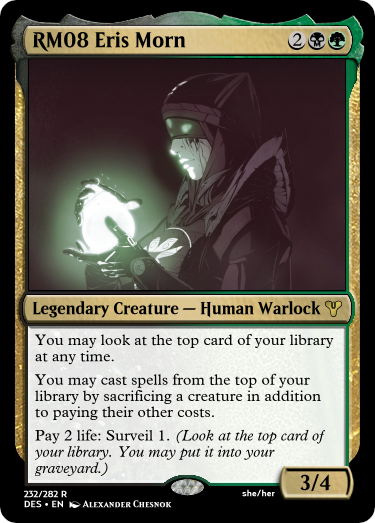 RM08 Eris Morn 2
Legendary Creature — Human Warlock
You may look at the top card of your library
at any time.
You may cast spells from the top of your
library by sacrificing a creature in addition
to paying their other costs.
Pay 2 life: Surveil 1. (Look at the top card of
your library. You may put it into your
graveyard.)
3/4
232/282 R she/her
DES • EN Alexander Chesnok